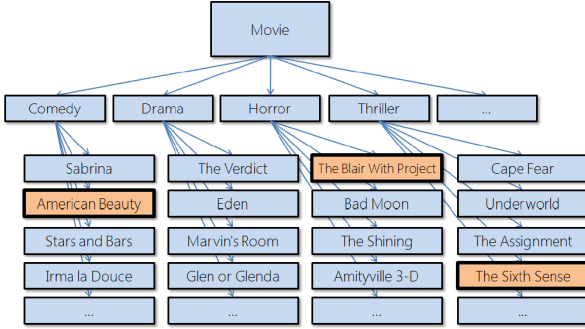 Movie
Comedy
Drama
Horror
Thriller
...
Sabrina
The Verdict
The Blair With Project
Cape Fear
American Beauty
Eden
Bad Moon
Underworld
Stars and Bars
Marvin's Room
The Shining
The Assignment
Irma la Douce
Glen or Glenda
Amityville 3-D
The Sixth Sense
...
...
...
...